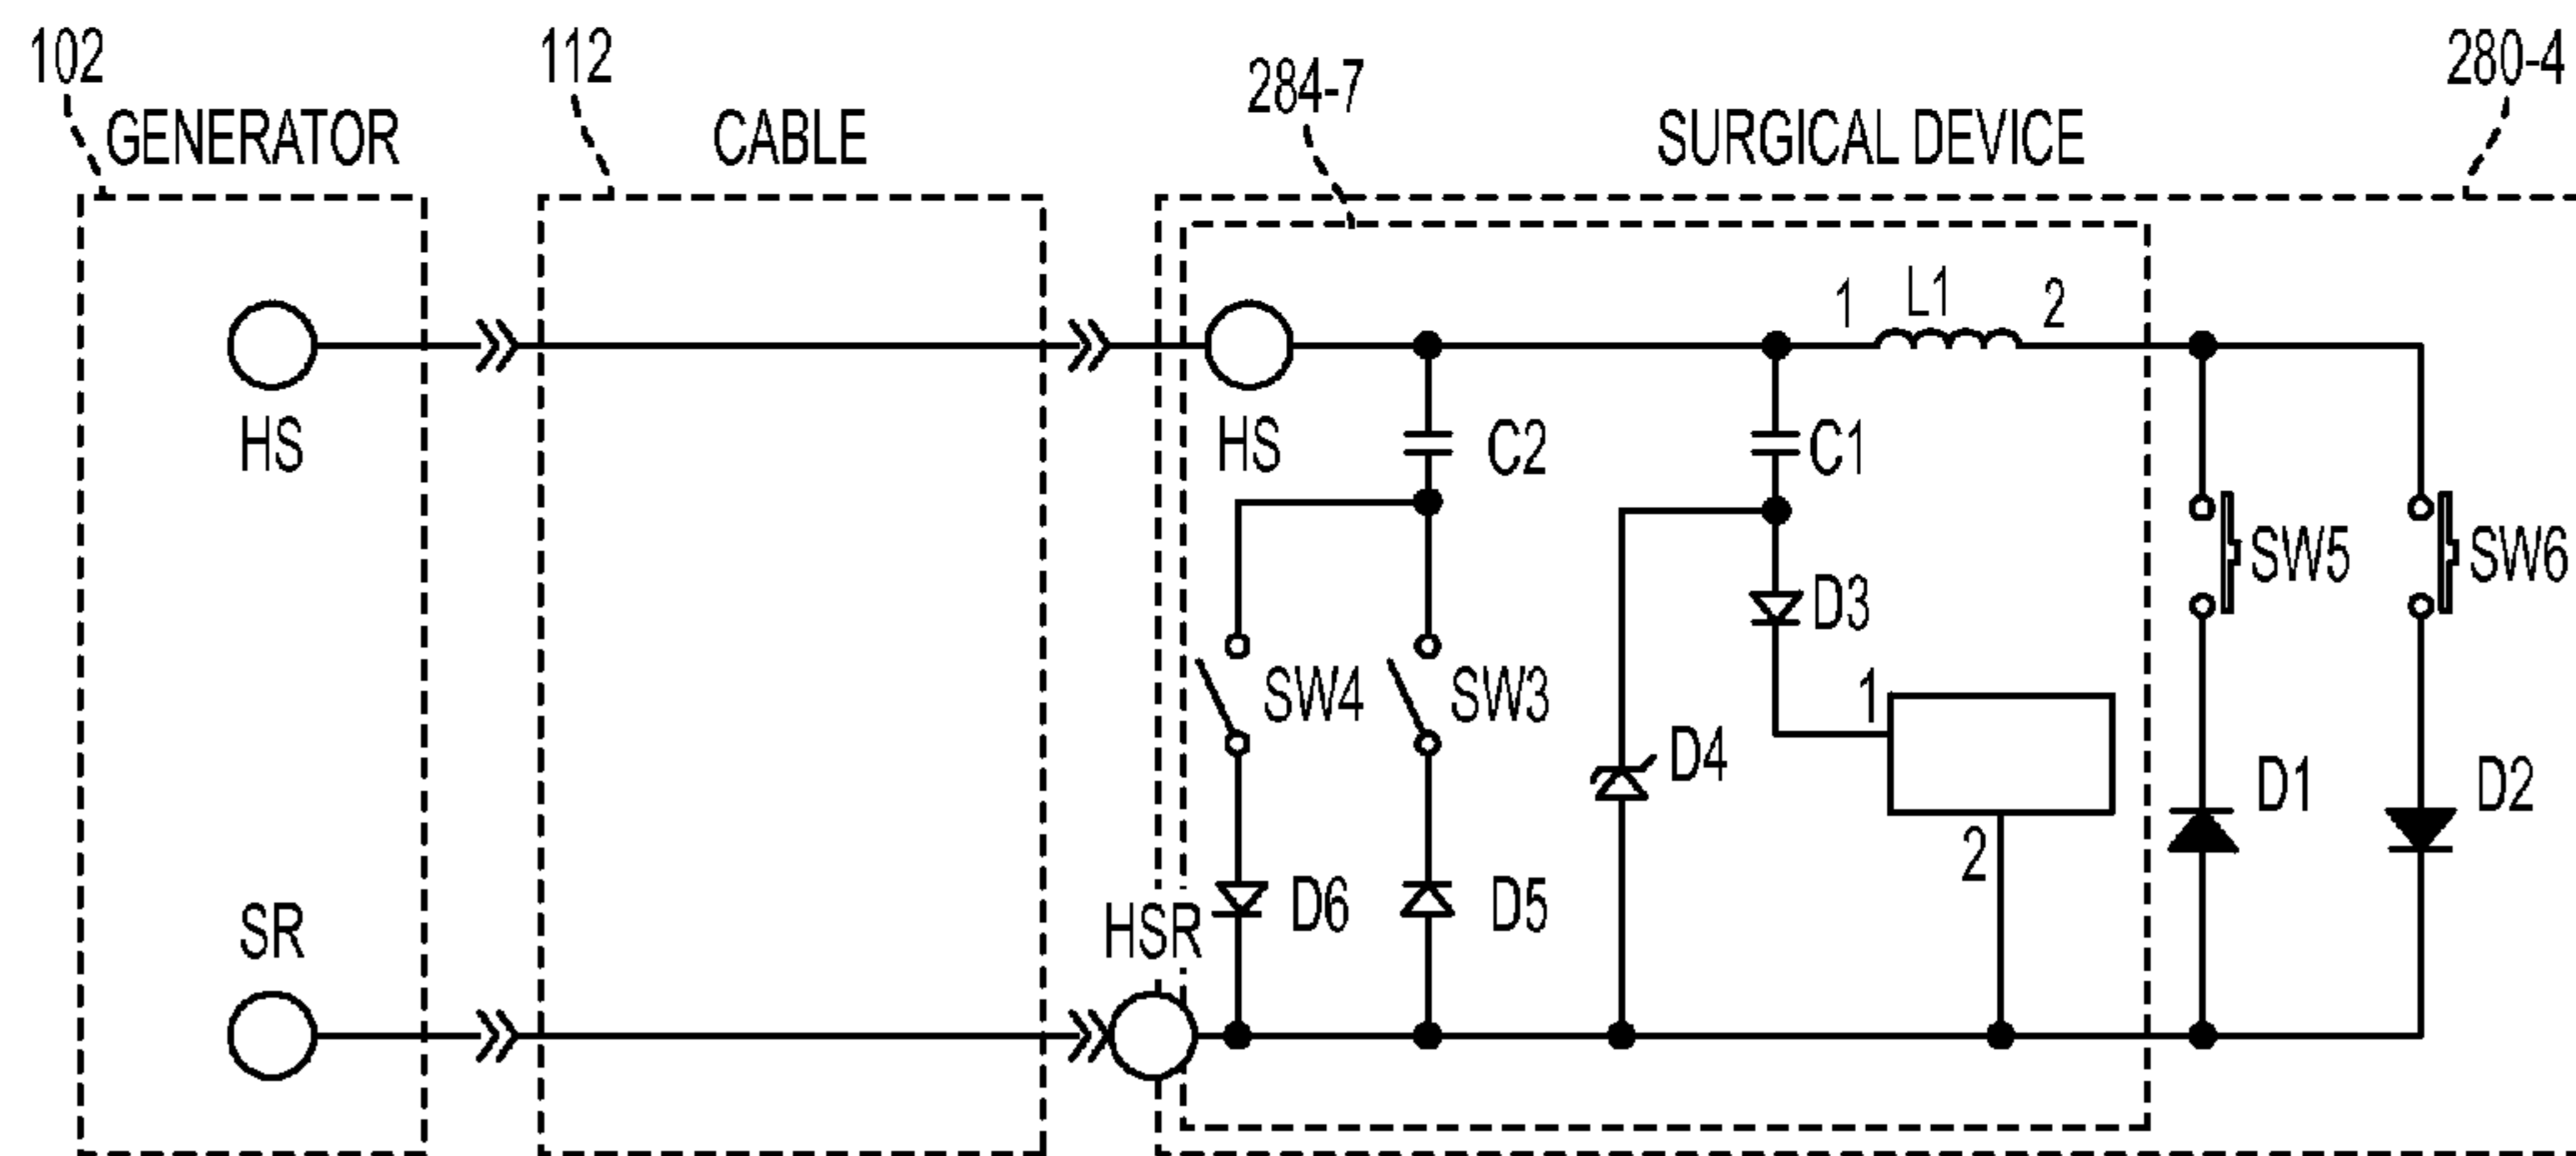 102
112
284-7
280-4
GENERATOR
CABLE
SURGICAL DEVICE
1
L1
2
HS
HS
C2
C1
SW5
SW6
D3
SW4
SW3
1
D4
D1
D2
2
SR
HSR
D6
D5